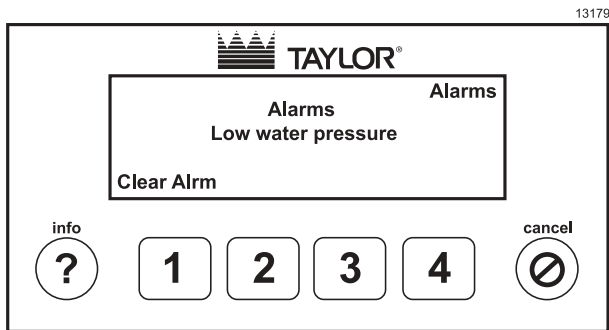 13179
TAYLOR®
Alarms
Alarms
Low water pressure
Clear Alrm
info
cancel
?
1
2
3
4